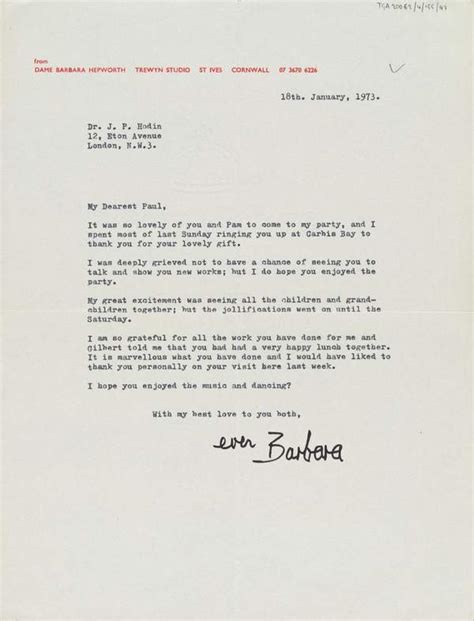 TGA 20062/4/155/47
from
DAME BARBARA HEPWORTH TREWYN STUDIO ST IVES CORNWALL 07 3670 6226
18th. January, 1973.
Dr. J. P. Hodin
12, Eton Avenue
London, N.W.3.
My Dearest Paul,
It was so lovely of you and Pam to come to my party, and I
spent most of last Sunday ringing you up at Carbis Bay to
thank you for your lovely gift.
I was deeply grieved not to have a chance of seeing you to
talk and show you new works; but I do hope you enjoyed the
party.
My great excitement was seeing all the children and grand-
children together; but the jollifications went on until the
Saturday.
I am so grateful for all the work you have done for me and
Gilbert told me that you had had a very happy lunch together.
It is marvellous what you have done and I would have liked to
thank you personally on your visit here last week.
I hope you enjoyed the music and dancing?
With my best love to you both,
ever Barbara